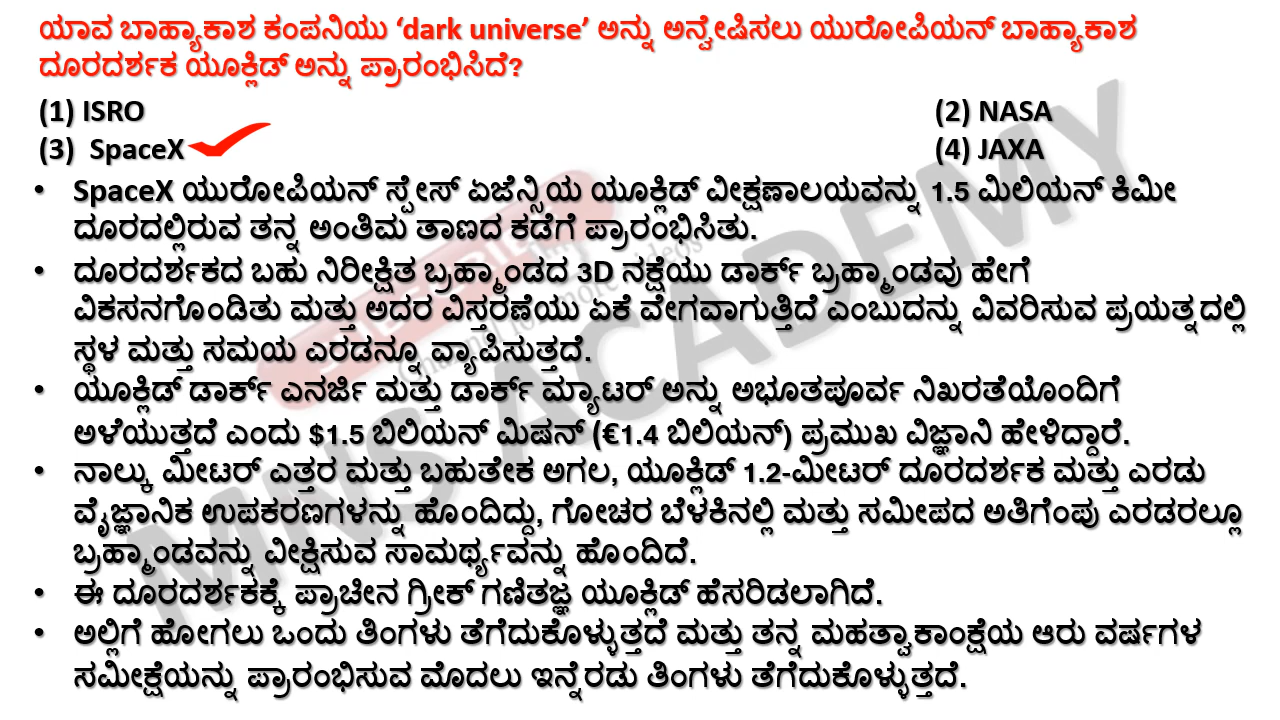 ಯಾವ ಬಾಹ್ಯಾಕಾಶ ಕಂಪನಿಯು ‘dark universe’ ಅನ್ನು ಅನ್ವೇಷಿಸಲು ಯುರೋಪಿಯನ್ ಬಾಹ್ಯಾಕಾಶ
ದೂರದರ್ಶಕ ಯೂಕ್ಲಿಡ್ ಅನ್ನು ಪ್ರಾರಂಭಿಸಿದೆ?
(1) ISRO (2) NASA
(3) SpaceX (4) JAXA
• SpaceX ಯುರೋಪಿಯನ್ ಸ್ಪೇಸ್ ಏಜೆನ್ಸಿಯ ಯೂಕ್ಲಿಡ್ ವೀಕ್ಷಣಾಲಯವನ್ನು 1.5 ಮಿಲಿಯನ್ ಕಿಮೀ
ದೂರದಲ್ಲಿರುವ ತನ್ನ ಅಂತಿಮ ತಾಣದ ಕಡೆಗೆ ಪ್ರಾರಂಭಿಸಿತು.
• ದೂರದರ್ಶಕದ ಬಹು ನಿರೀಕ್ಷಿತ ಬ್ರಹ್ಮಾಂಡದ 3D ನಕ್ಷೆಯು ಡಾರ್ಕ್ ಬ್ರಹ್ಮಾಂಡವು ಹೇಗೆ
ವಿಕಸನಗೊಂಡಿತು ಮತ್ತು ಅದರ ವಿಸ್ತರಣೆಯು ಏಕೆ ವೇಗವಾಗುತ್ತಿದೆ ಎಂಬುದನ್ನು ವಿವರಿಸುವ ಪ್ರಯತ್ನದಲ್ಲಿ
ಸ್ಥಳ ಮತ್ತು ಸಮಯ ಎರಡನ್ನೂ ವ್ಯಾಪಿಸುತ್ತದೆ.
• ಯೂಕ್ಲಿಡ್ ಡಾರ್ಕ್ ಎನರ್ಜಿ ಮತ್ತು ಡಾರ್ಕ್ ಮ್ಯಾಟರ್ ಅನ್ನು ಅಭೂತಪೂರ್ವ ನಿಖರತೆಯೊಂದಿಗೆ
ಅಳೆಯುತ್ತದೆ ಎಂದು $1.5 ಬಿಲಿಯನ್ ಮಿಷನ್ (€1.4 ಬಿಲಿಯನ್) ಪ್ರಮುಖ ವಿಜ್ಞಾನಿ ಹೇಳಿದ್ದಾರೆ.
• ನಾಲ್ಕು ಮೀಟರ್ ಎತ್ತರ ಮತ್ತು ಬಹುತೇಕ ಅಗಲ, ಯೂಕ್ಲಿಡ್ 1.2-ಮೀಟರ್ ದೂರದರ್ಶಕ ಮತ್ತು ಎರಡು
ವೈಜ್ಞಾನಿಕ ಉಪಕರಣಗಳನ್ನು ಹೊಂದಿದ್ದು, ಗೋಚರ ಬೆಳಕಿನಲ್ಲಿ ಮತ್ತು ಸಮೀಪದ ಅತಿಗೆಂಪು ಎರಡರಲ್ಲೂ
ಬ್ರಹ್ಮಾಂಡವನ್ನು ವೀಕ್ಷಿಸುವ ಸಾಮರ್ಥ್ಯವನ್ನು ಹೊಂದಿದೆ.
• ಈ ದೂರದರ್ಶಕಕ್ಕೆ ಪ್ರಾಚೀನ ಗ್ರೀಕ್ ಗಣಿತಜ್ಞ ಯೂಕ್ಲಿಡ್ ಹೆಸರಿಡಲಾಗಿದೆ.
• ಅಲ್ಲಿಗೆ ಹೋಗಲು ಒಂದು ತಿಂಗಳು ತೆಗೆದುಕೊಳ್ಳುತ್ತದೆ ಮತ್ತು ತನ್ನ ಮಹತ್ವಾಕಾಂಕ್ಷೆಯ ಆರು ವರ್ಷಗಳ
ಸಮೀಕ್ಷೆಯನ್ನು ಪ್ರಾರಂಭಿಸುವ ಮೊದಲು ಇನ್ನೆರಡು ತಿಂಗಳು ತೆಗೆದುಕೊಳ್ಳುತ್ತದೆ.
MNS ACADEMY